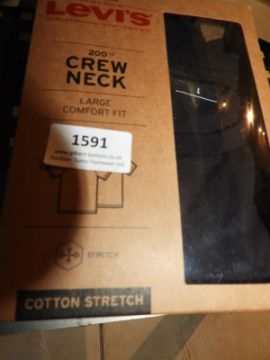 Levi's
200
CREW
NECK
LARGE
COMFORT FIT
1591
STRETCH
COTTON STRETCH